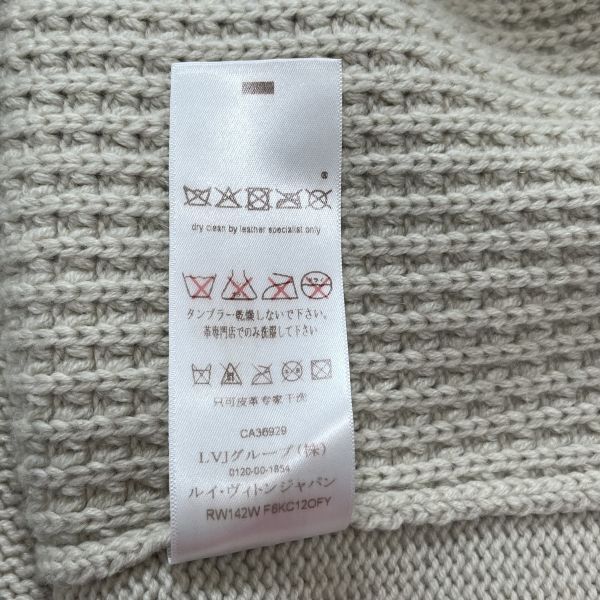 ®
dry clean by leather specialist only
タンブラー乾燥しないで下さい。
革専門店でのみ洗濯して下さい
只可皮革专家干洗
CA36929
LVJグループ(株)
0120-00-1854
ルイ・ヴィトンジャパン
RW142W F6KC12OFY